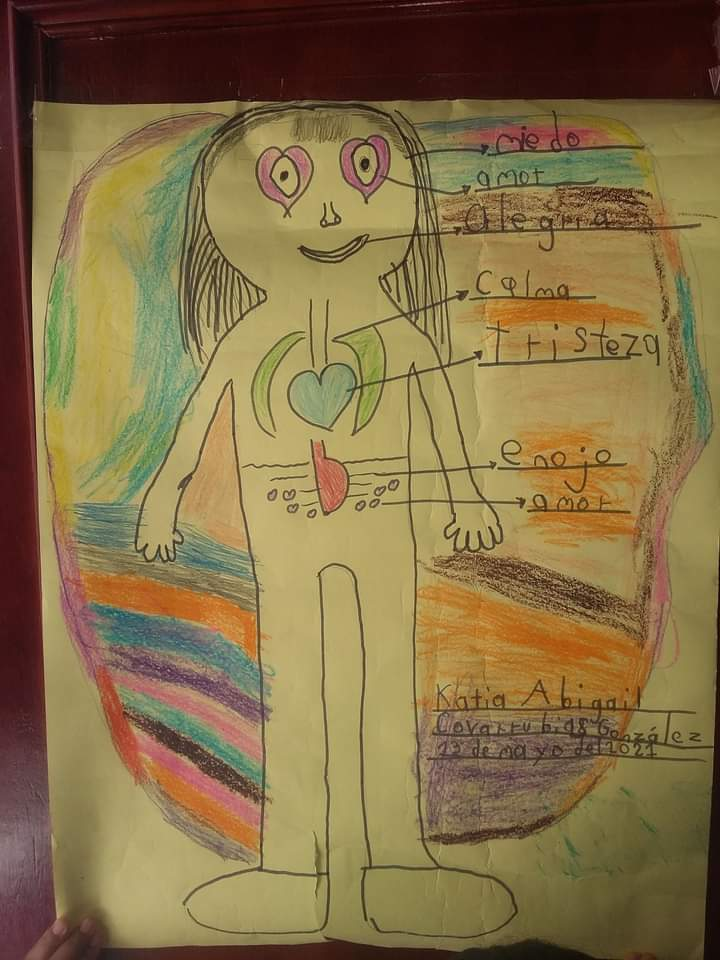 miedo
amor
alegria
Calma
tristeza
enojo
amor
Katia Abigail
Covarrubias González
12 de mayo del 2021